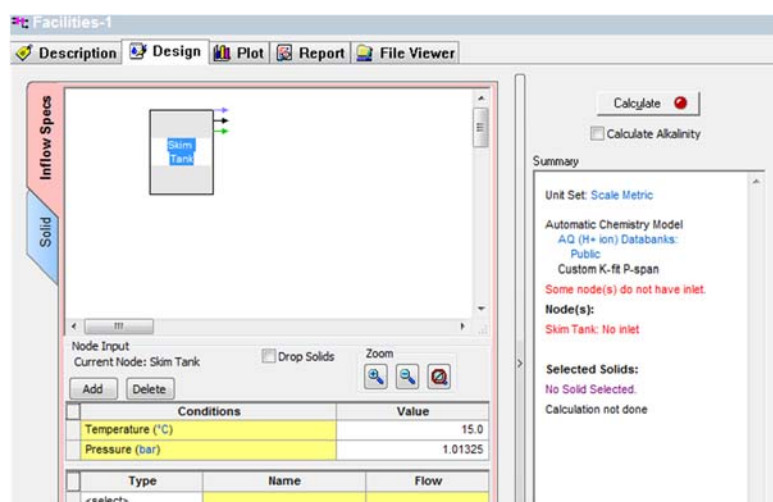 Facilities-1
Description Design Plot Report File Viewer
Inflow Specs
Solid
Skim
Tank
Node Input
Current Node: Skim Tank
Drop Solids
Zoom
Add Delete
Conditions Value
Temperature (°C) 15.0
Pressure (bar) 1.01325
Type Name Flow
<select>
Calculate
Calculate Alkalinity
Summary
Unit Set: Scale Metric
Automatic Chemistry Model
AQ (H+ ion) Databanks:
Public
Custom K-fit P-span
Some node(s) do not have inlet.
Node(s):
Skim Tank: No inlet
Selected Solids:
No Solid Selected.
Calculation not done